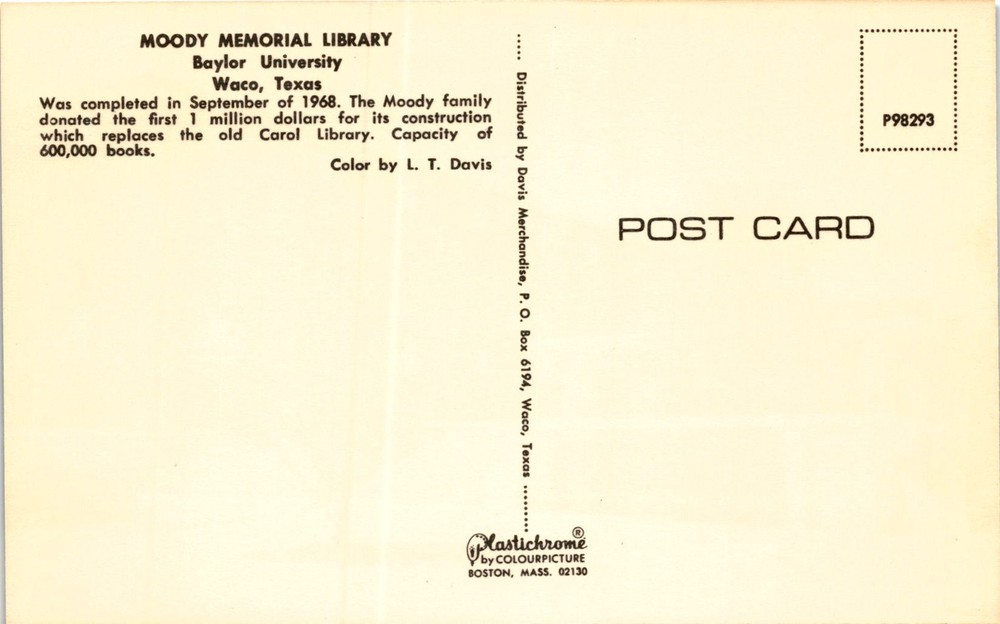 MOODY MEMORIAL LIBRARY
Baylor University
Waco, Texas
Was completed in September of 1968. The Moody family
donated the first 1 million dollars for its construction
which replaces the old Carol Library. Capacity of
600,000 books.
Color by L. T. Davis
Distributed by Davis Merchandise, P. O. Box 6194, Waco, Texas
P98293
POST CARD
Plastichrome ®
by COLOURPICTURE
BOSTON, MASS. 02130